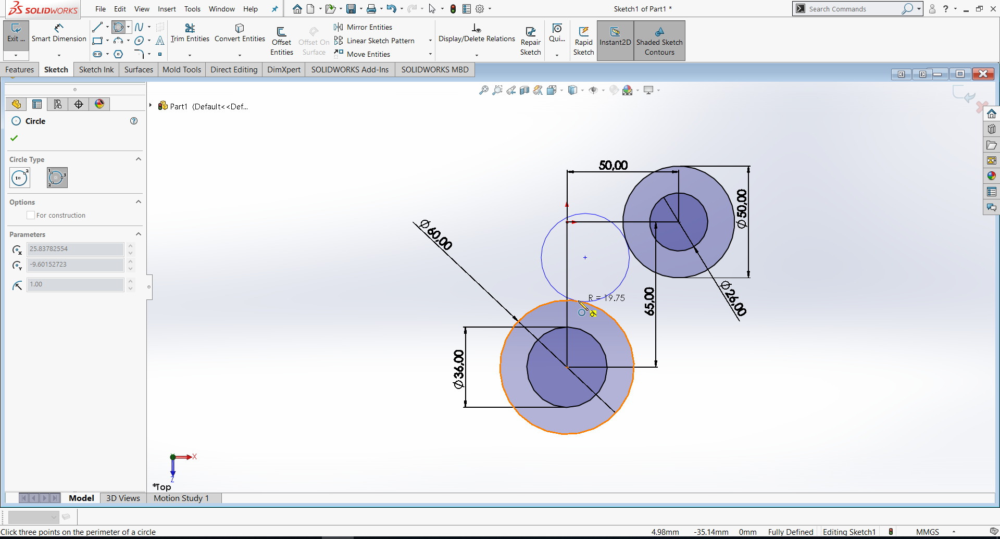 SOLIDWORKS File Edit View Insert Tools Window Help Sketch1 of Part1 * Search Commands
Exit ... Smart Dimension Trim Entities Convert Entities Offset Entities Offset On Surface Mirror Entities Linear Sketch Pattern Move Entities Display/Delete Relations Repair Sketch Qui... Rapid Sketch Instant2D Shaded Sketch Contours
Features Sketch Sketch Ink Surfaces Mold Tools Direct Editing DimXpert SOLIDWORKS Add-Ins SOLIDWORKS MBD
Part1 (Default<<Def...
Circle
Circle Type
Options
For construction
Parameters
25.83782554
-9.60152723
1.00
50,00
Ø50,00
Ø60,00
Ø26,00
65,00
R = 19.75
Ø36,00
X
Z
*Top
Model 3D Views Motion Study 1
Click three points on the perimeter of a circle 4.98mm -35.14mm 0mm Fully Defined Editing Sketch1 MMGS